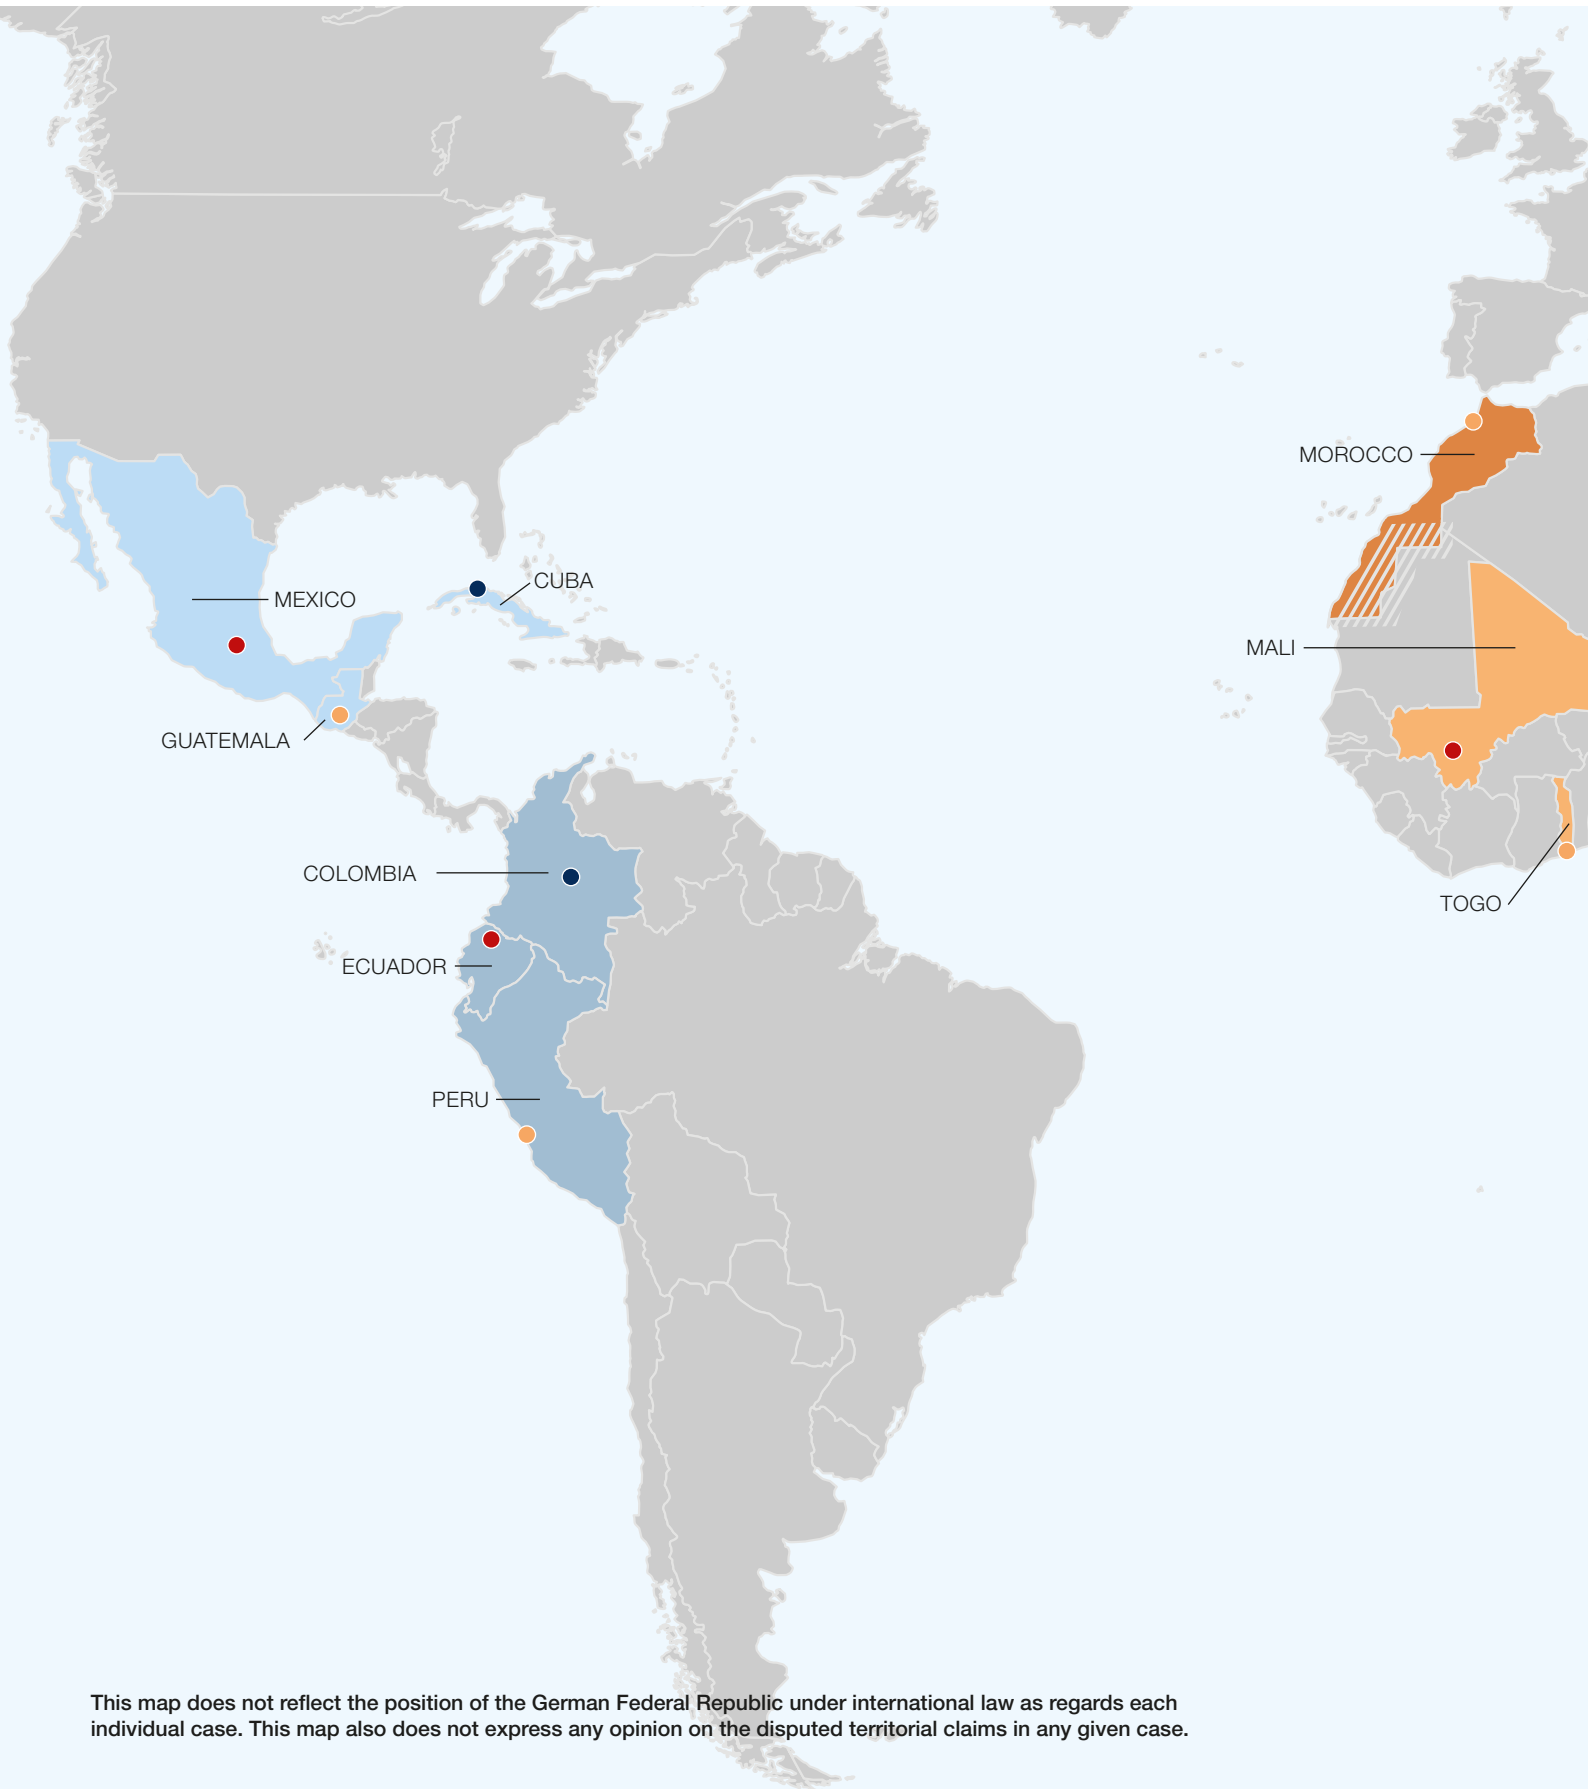 MOROCCO
CUBA
MEXICO
MALI
GUATEMALA
COLOMBIA
TOGO
ECUADOR
PERU
This map does not reflect the position of the German Federal Republic under international law as regards each
individual case. This map also does not express any opinion on the disputed territorial claims in any given case.